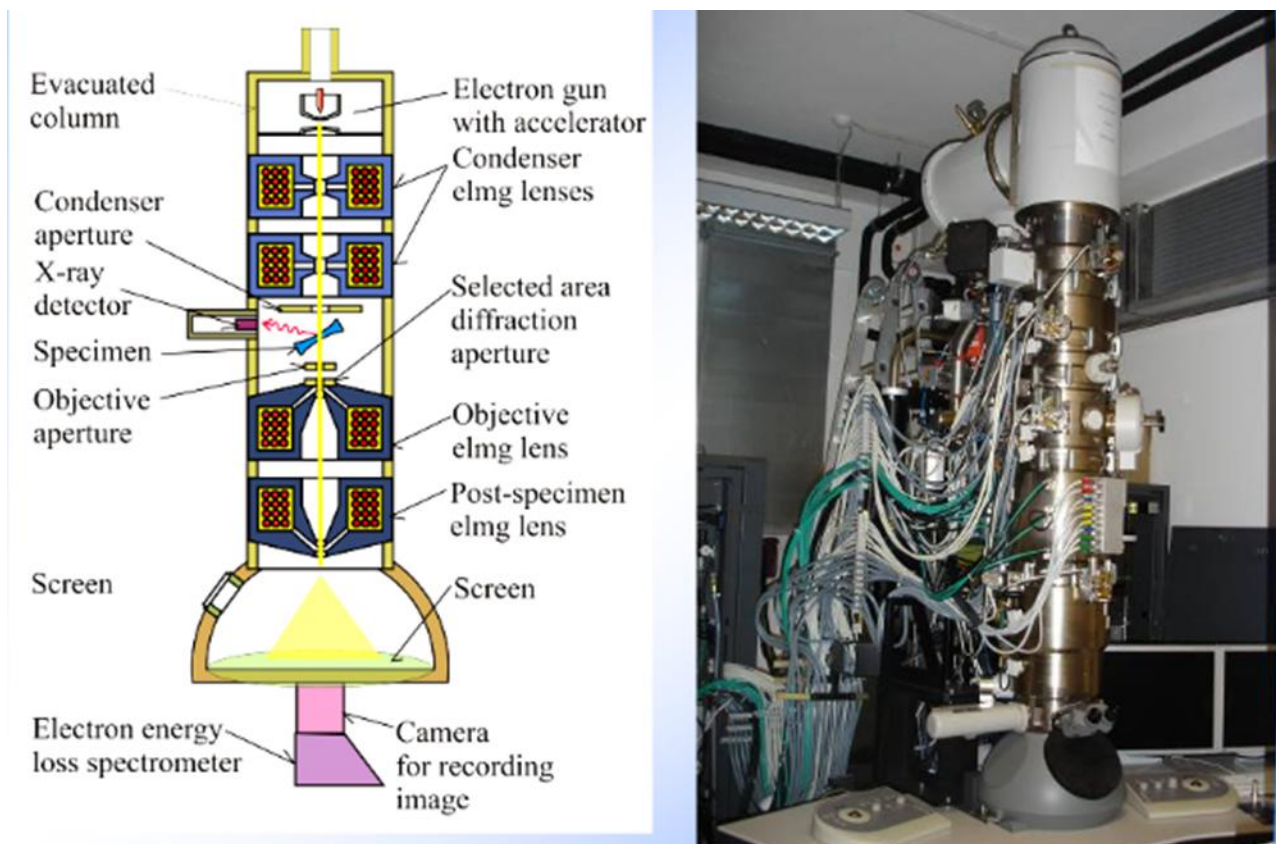 Evacuated
column
Electron gun
with accelerator
Condenser
elmg lenses
Condenser
aperture
X-ray
detector
Selected area
diffraction
aperture
Specimen
Objective
aperture
Objective
elmg lens
Post-specimen
elmg lens
Screen
Screen
Electron energy
loss spectrometer
Camera
for recording
image